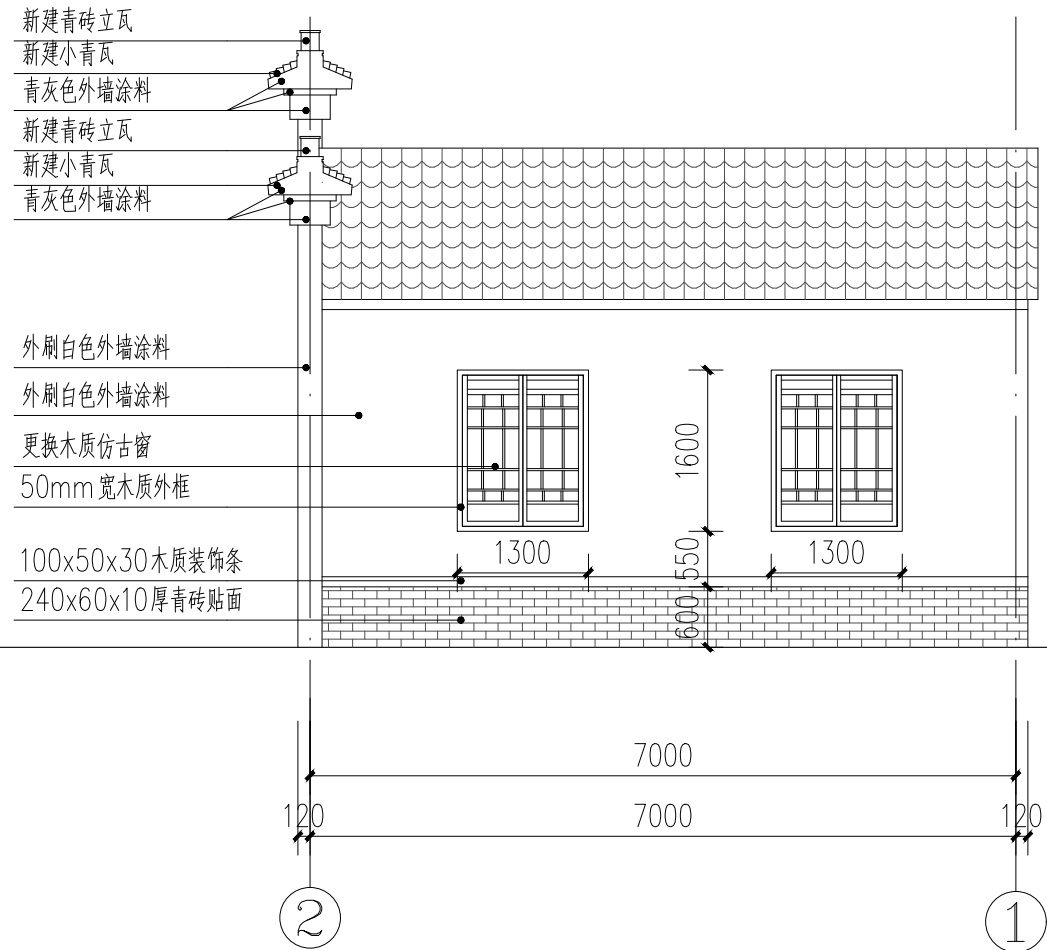 新建青砖立瓦
新建小青瓦
青灰色外墙涂料
新建青砖立瓦
新建小青瓦
青灰色外墙涂料
外刷白色外墙涂料
外刷白色外墙涂料
更换木质仿古窗
50mm宽木质外框
100x50x30木质装饰条
240x60x10厚青砖贴面
1600
1300
550
1300
600
7000
120
7000
120
2
1